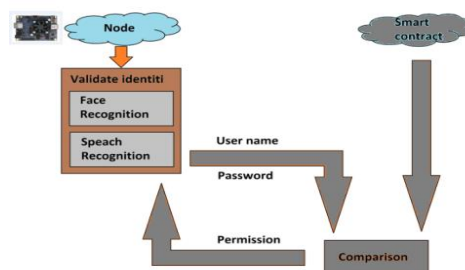 Node
Smart
contract
Validate identiti
Face
Recognition
Speach
Recognition
User name
Password
Permission
Comparison